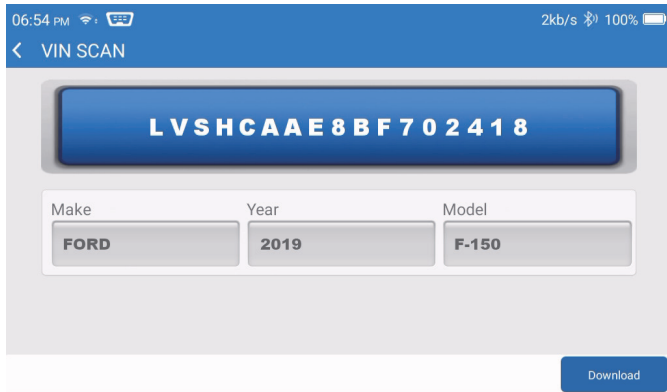 06:54 PM 2kb/s 100%
VIN SCAN
LVSHCAAE8BF702418
Make Year Model
FORD 2019 F-150
Download